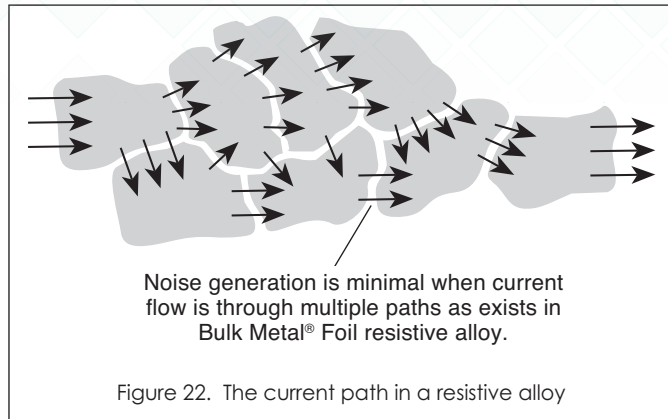 Noise generation is minimal when current
flow is through multiple paths as exists in
Bulk Metal® Foil resistive alloy.
Figure 22. The current path in a resistive alloy